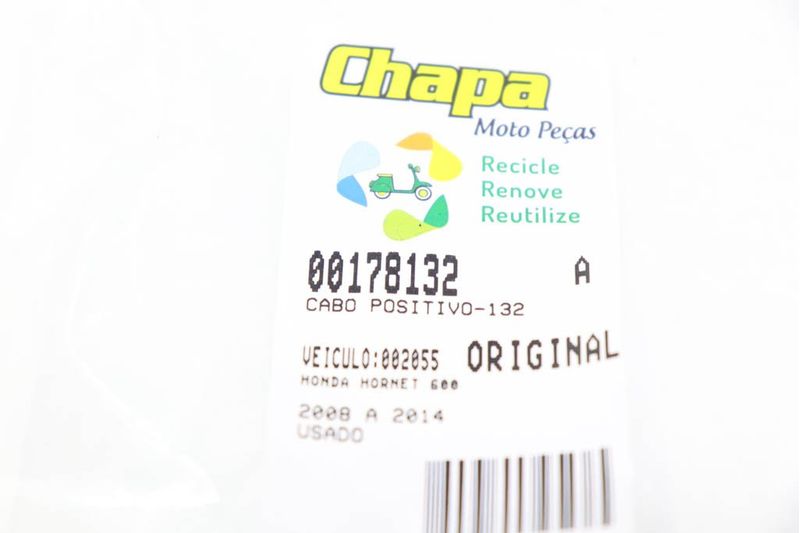 Chapa
Moto Peças
Recicle
Renove
Reutilize
00178132 A
CABO POSITIVO-132
VEICULO:002055 ORIGINAL
HONDA HORNET 600
2008 A 2014
USADO